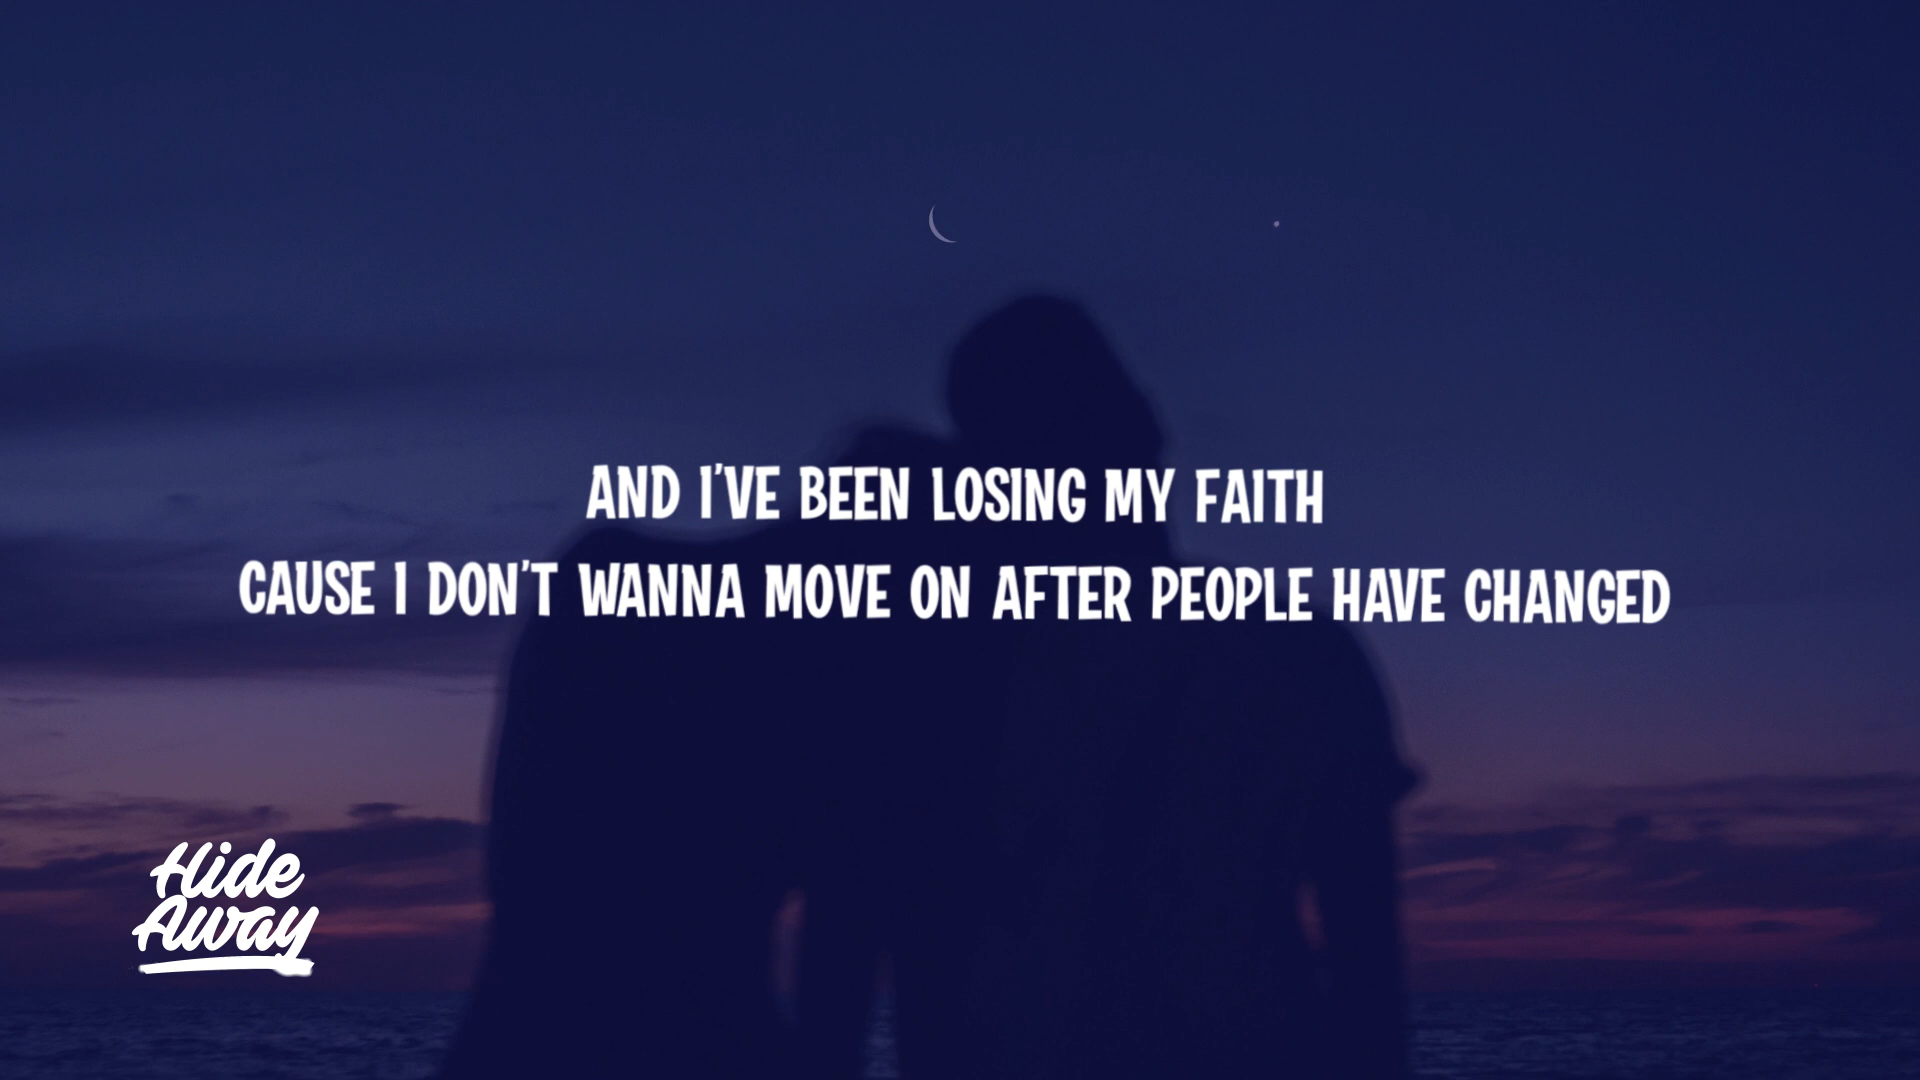 AND I'VE BEEN LOSING MY FAITH
CAUSE I DON'T WANNA MOVE ON AFTER PEOPLE HAVE CHANGED
Hide
Away